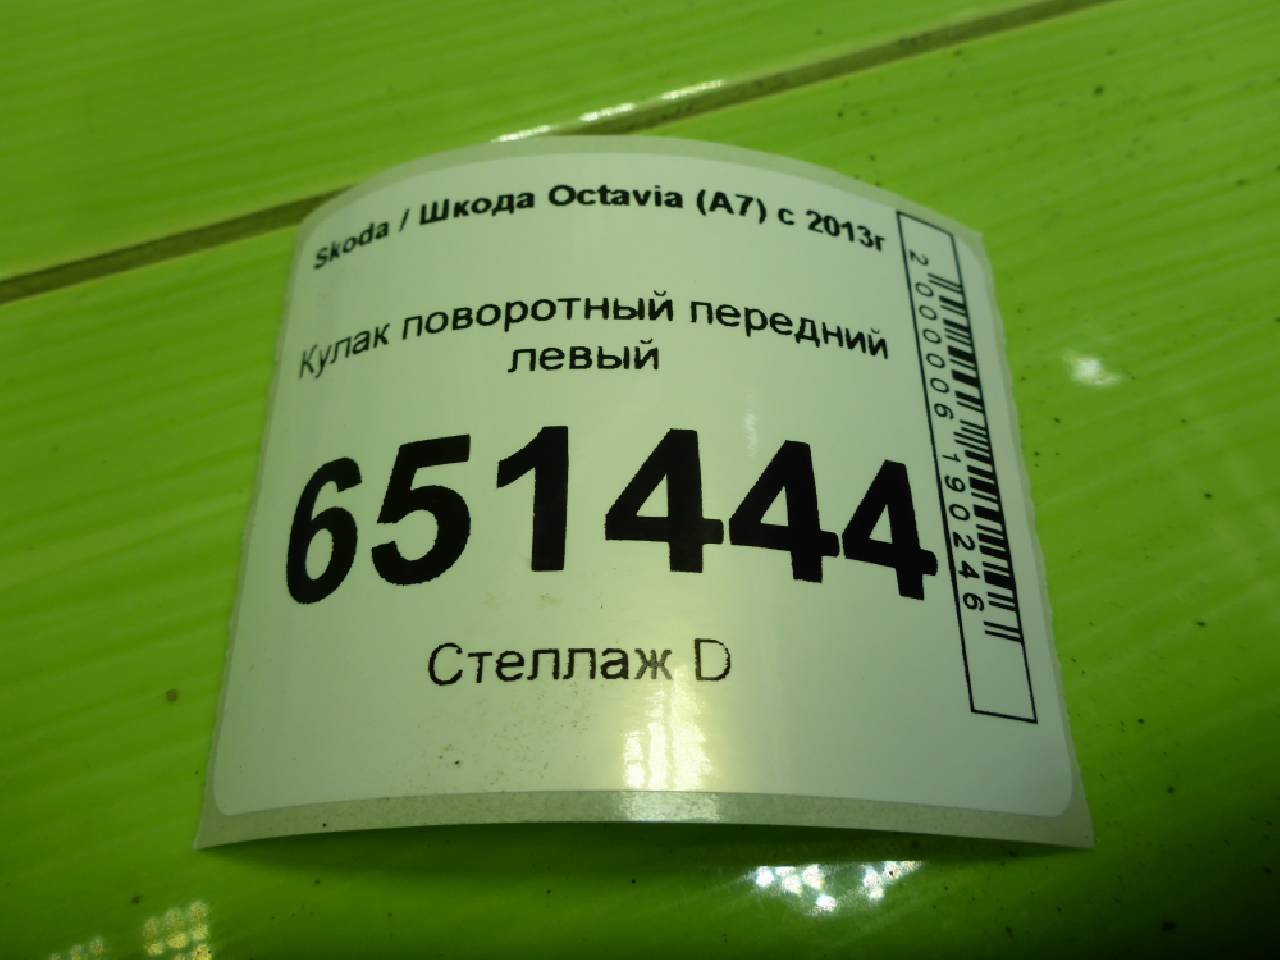 Skoda / Шкода Octavia (A7) с 2013г
Кулак поворотный передний
левый
651444
Стеллаж D
2000006190246